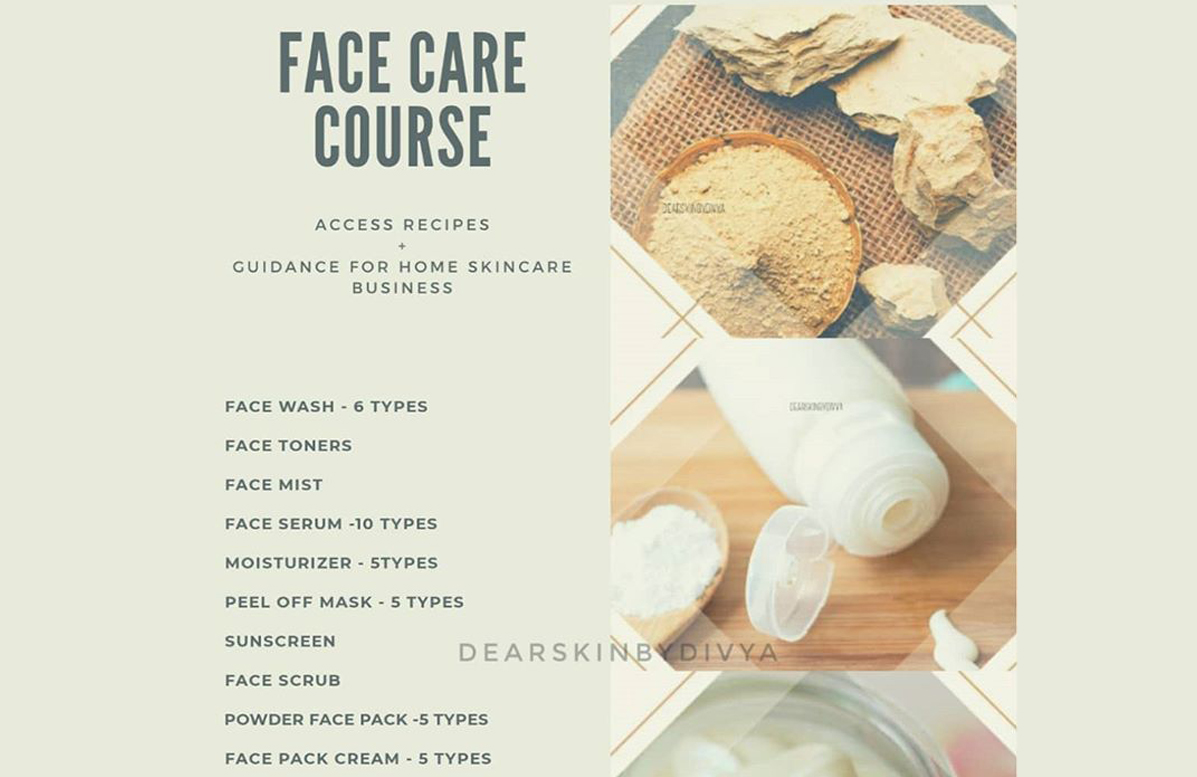 FACE CARE
COURSE
ACCESS RECIPES
+
GUIDANCE FOR HOME SKINCARE
BUSINESS
FACE WASH - 6 TYPES
FACE TONERS
FACE MIST
FACE SERUM -10 TYPES
MOISTURIZER - 5TYPES
PEEL OFF MASK - 5 TYPES
SUNSCREEN
FACE SCRUB
POWDER FACE PACK -5 TYPES
FACE PACK CREAM - 5 TYPES
DEARSKINBYDIVYA
DEARSKINBYDIVYA
DEARSKINBYDIVYA